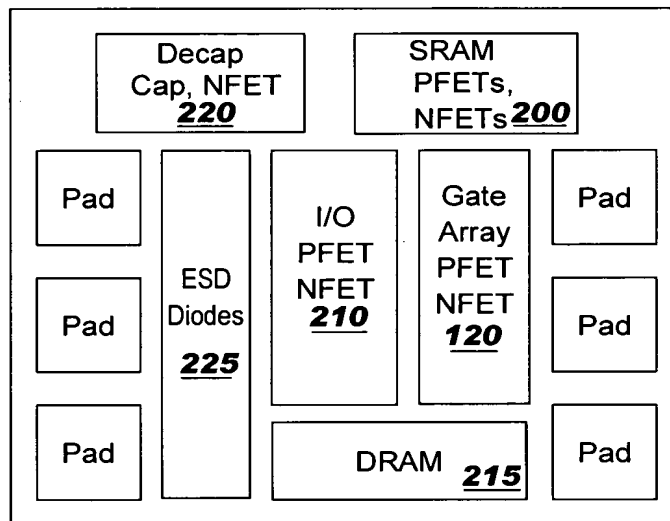 Decap
Cap, NFET
220
SRAM
PFETs,
NFETs 200
Pad
Pad
Pad
ESD
Diodes
225
I/O
PFET
NFET
210
Gate
Array
PFET
NFET
120
Pad
Pad
Pad
DRAM 215